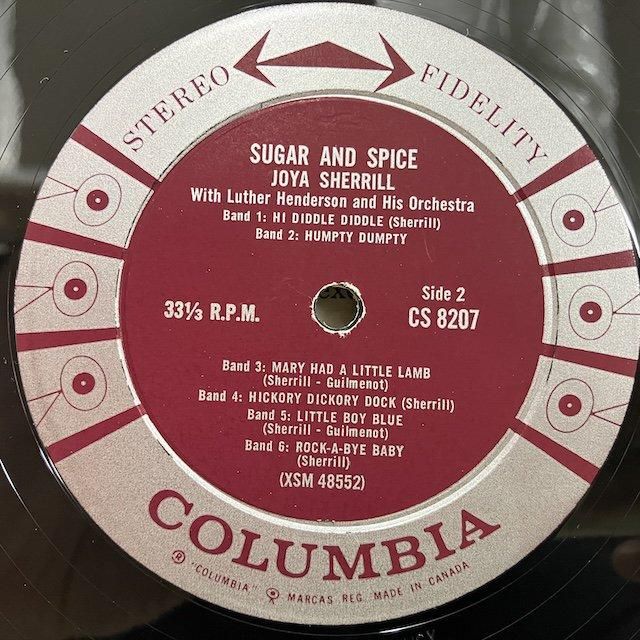 STEREO FIDELITY
SUGAR AND SPICE
JOYA SHERRILL
With Luther Henderson and His Orchestra
Band 1: HI DIDDLE DIDDLE (Sherrill)
Band 2: HUMPTY DUMPTY
33⅓ R.P.M.
Side 2
CS 8207
Band 3: MARY HAD A LITTLE LAMB
(Sherrill - Guilmenot)
Band 4: HICKORY DICKORY DOCK (Sherrill)
Band 5: LITTLE BOY BLUE
(Sherrill - Guilmenot)
Band 6: ROCK-A-BYE BABY
(Sherrill)
(XSM 48552)
COLUMBIA
® "COLUMBIA" MARCAS REG. MADE IN CANADA